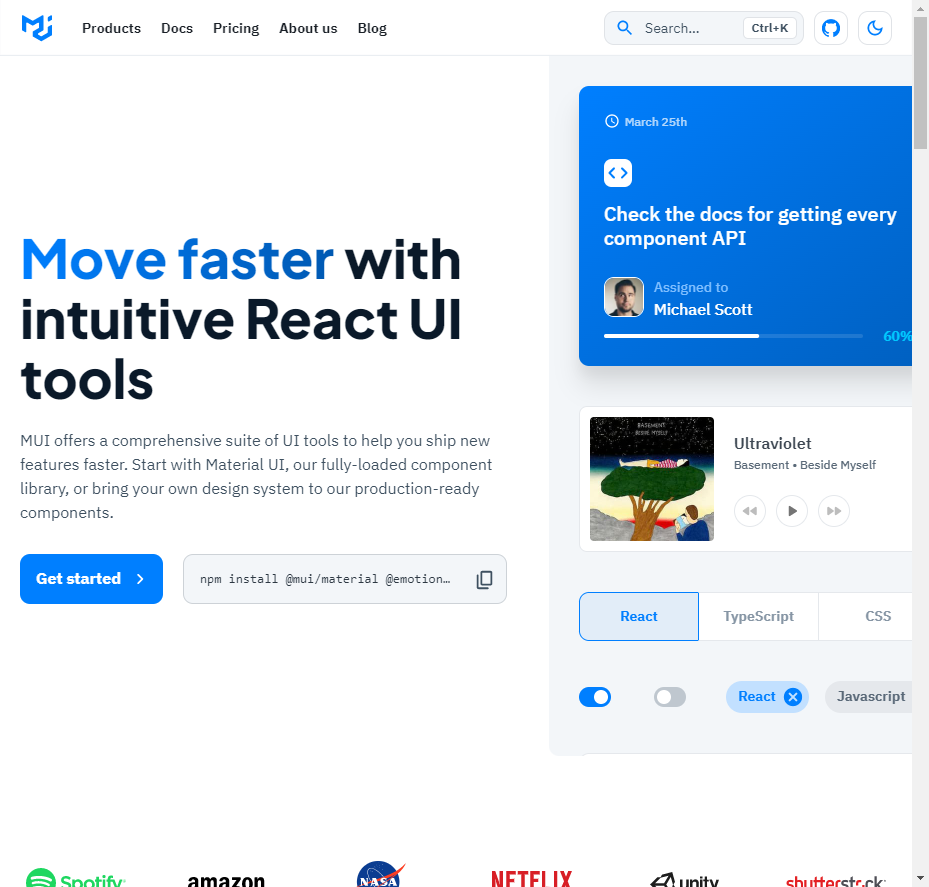 Products Docs Pricing About us Blog Search... Ctrl+K
March 25th
Check the docs for getting every
component API
Assigned to
Michael Scott
60%
Move faster with
intuitive React UI
tools
MUI offers a comprehensive suite of UI tools to help you ship new
features faster. Start with Material UI, our fully-loaded component
library, or bring your own design system to our production-ready
components.
Get started
npm install @mui/material @emotion…
BASEMENT
BESIDE MYSELF
Ultraviolet
Basement • Beside Myself
React TypeScript CSS
React Javascript
Spotify amazon NASA NETFLIX unity shutterstock